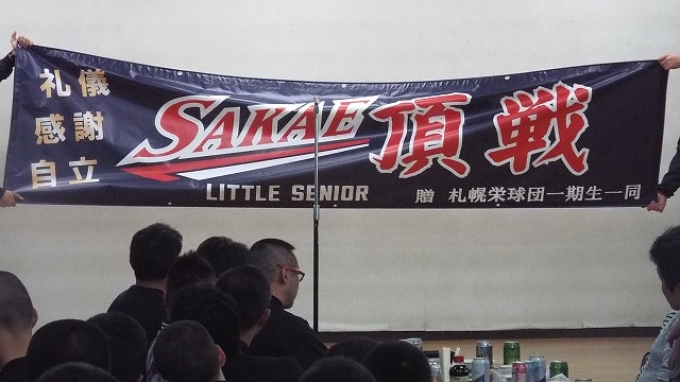 礼儀
感謝
自立
SAKAE
LITTLE SENIOR
頂戦
贈 札幌栄球団一期生一同